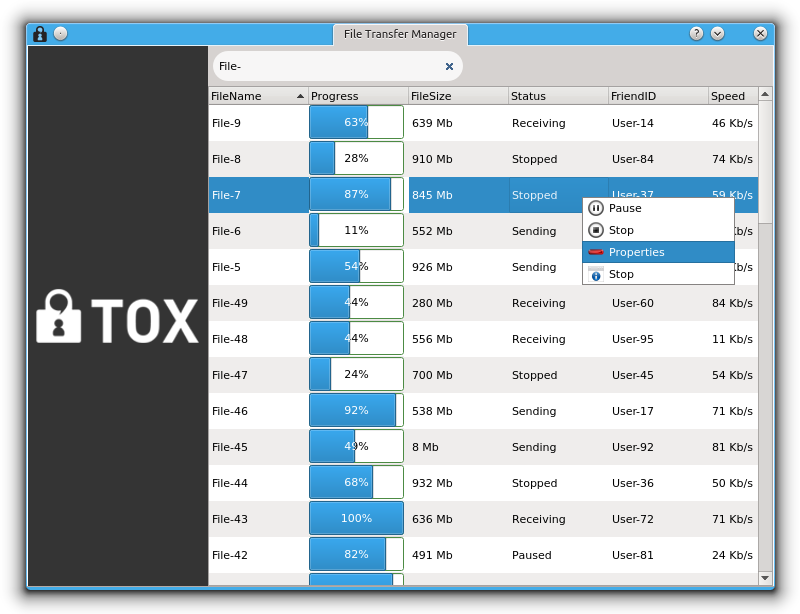 File Transfer Manager
File-
FileName Progress FileSize Status FriendID Speed
File-9 63% 639 Mb Receiving User-14 46 Kb/s
File-8 28% 910 Mb Stopped User-84 74 Kb/s
File-7 87% 845 Mb Stopped User-37 59 Kb/s
Pause
File-6 11% 552 Mb Sending
Stop
Properties
File-5 54% 926 Mb Sending
Stop
File-49 44% 280 Mb Receiving User-60 84 Kb/s
TOX
File-48 44% 556 Mb Receiving User-95 11 Kb/s
File-47 24% 700 Mb Stopped User-45 54 Kb/s
File-46 92% 538 Mb Sending User-17 71 Kb/s
File-45 49% 8 Mb Sending User-92 81 Kb/s
File-44 68% 932 Mb Stopped User-36 50 Kb/s
File-43 100% 636 Mb Receiving User-72 71 Kb/s
File-42 82% 491 Mb Paused User-81 24 Kb/s